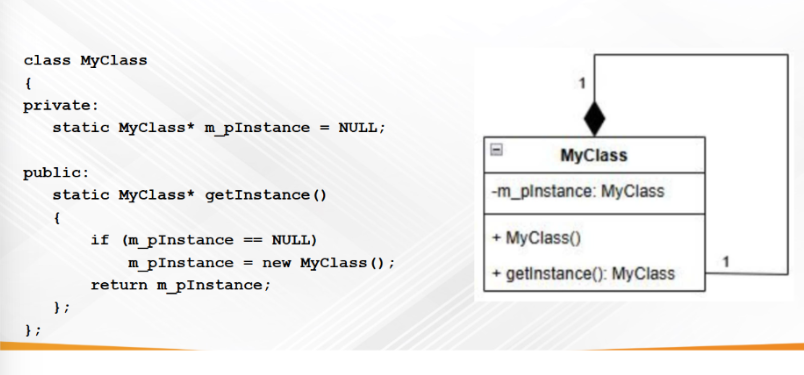 class MyClass
{
private:
static MyClass* m_pInstance = NULL;
public:
static MyClass* getInstance()
{
if (m_pInstance == NULL)
m_pInstance = new MyClass();
return m_pInstance;
};
};
1
MyClass
-m_pInstance: MyClass
+ MyClass()
+ getInstance(): MyClass
1